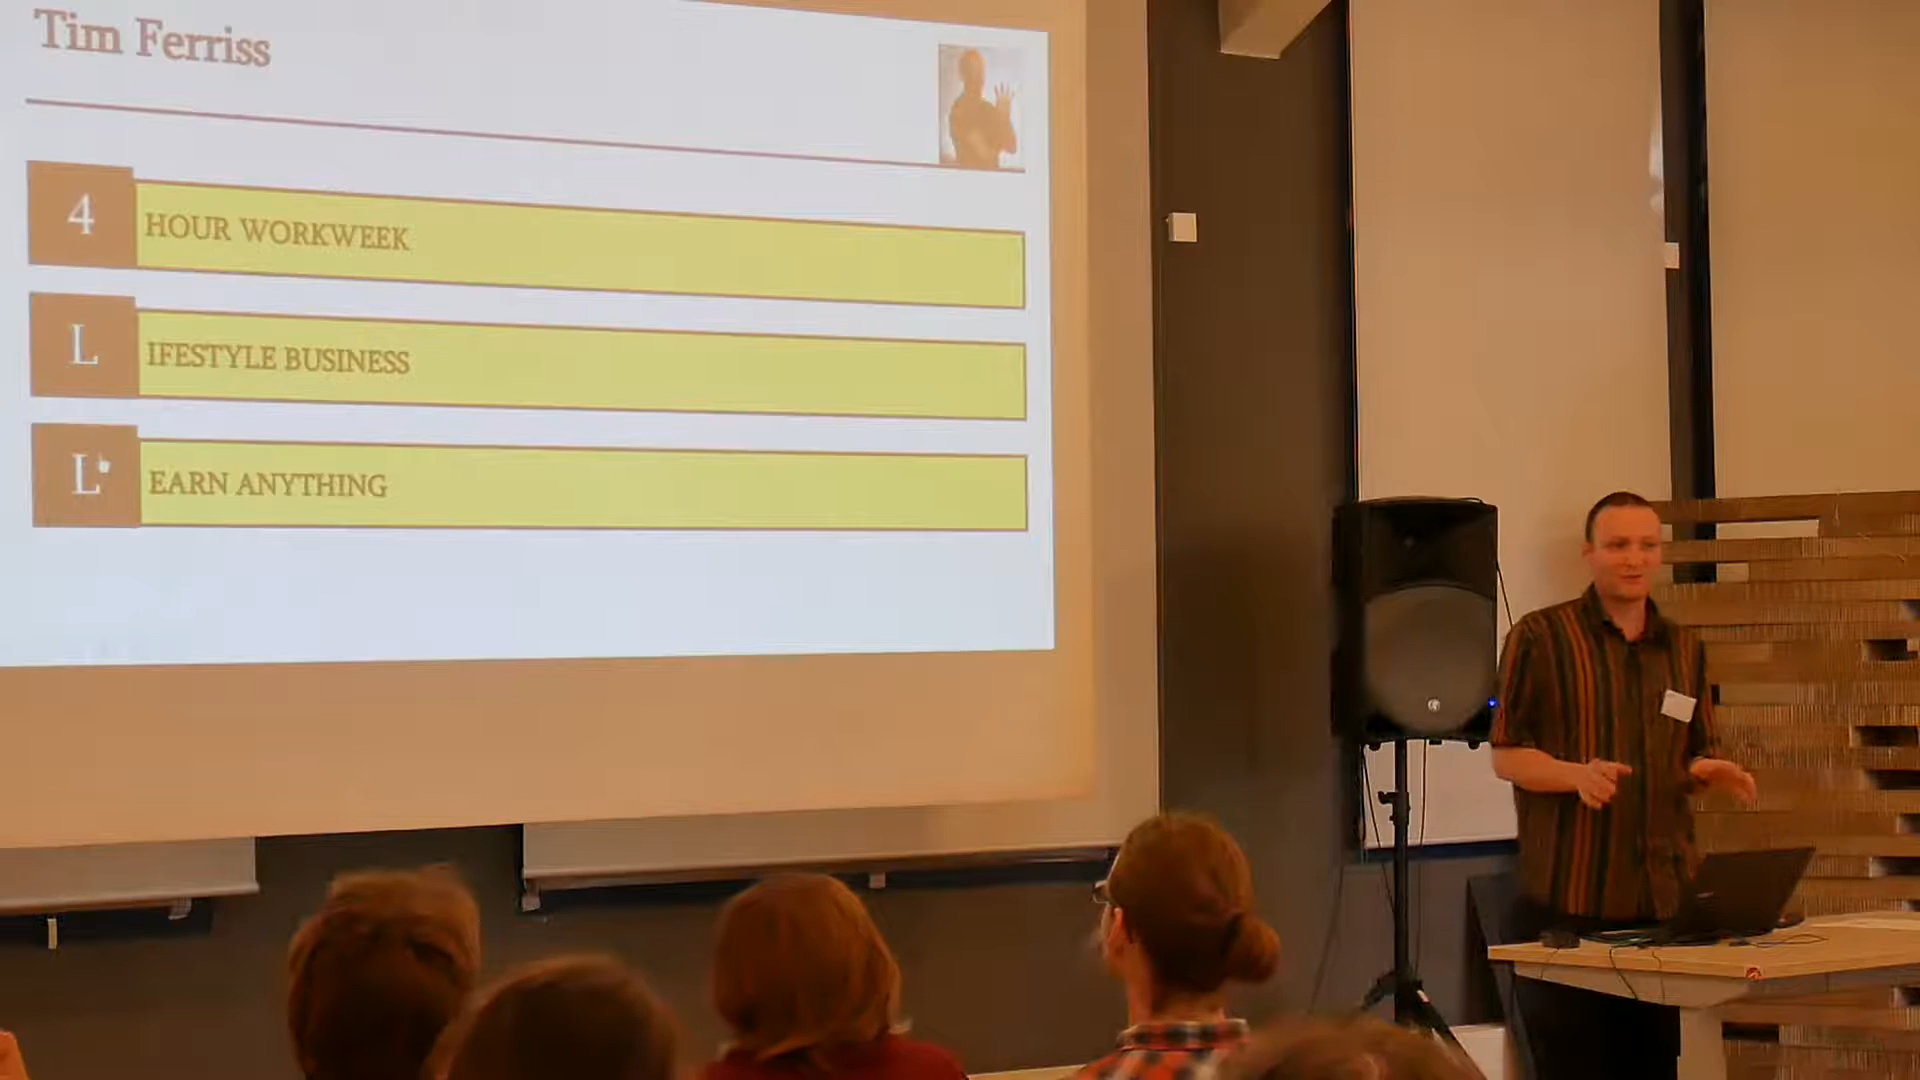 Tim Ferriss
4 HOUR WORKWEEK
L IFESTYLE BUSINESS
L EARN ANYTHING